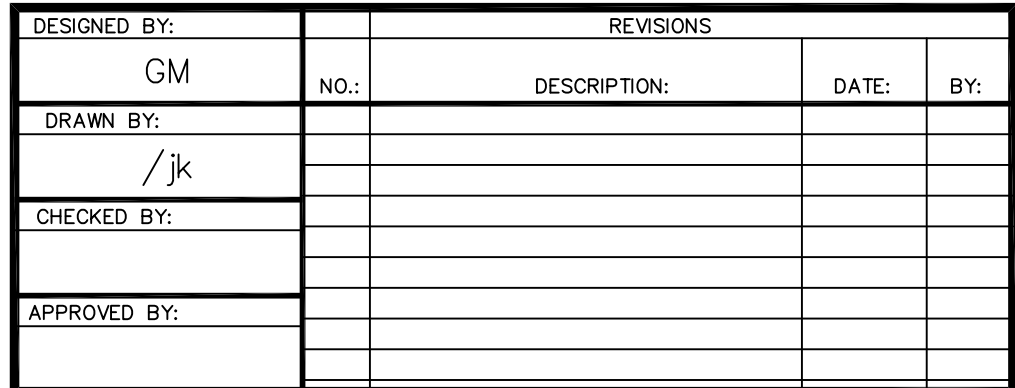 DESIGNED BY:
GM
DRAWN BY:
/jk
CHECKED BY:
APPROVED BY:
REVISIONS
NO.: DESCRIPTION: DATE: BY: